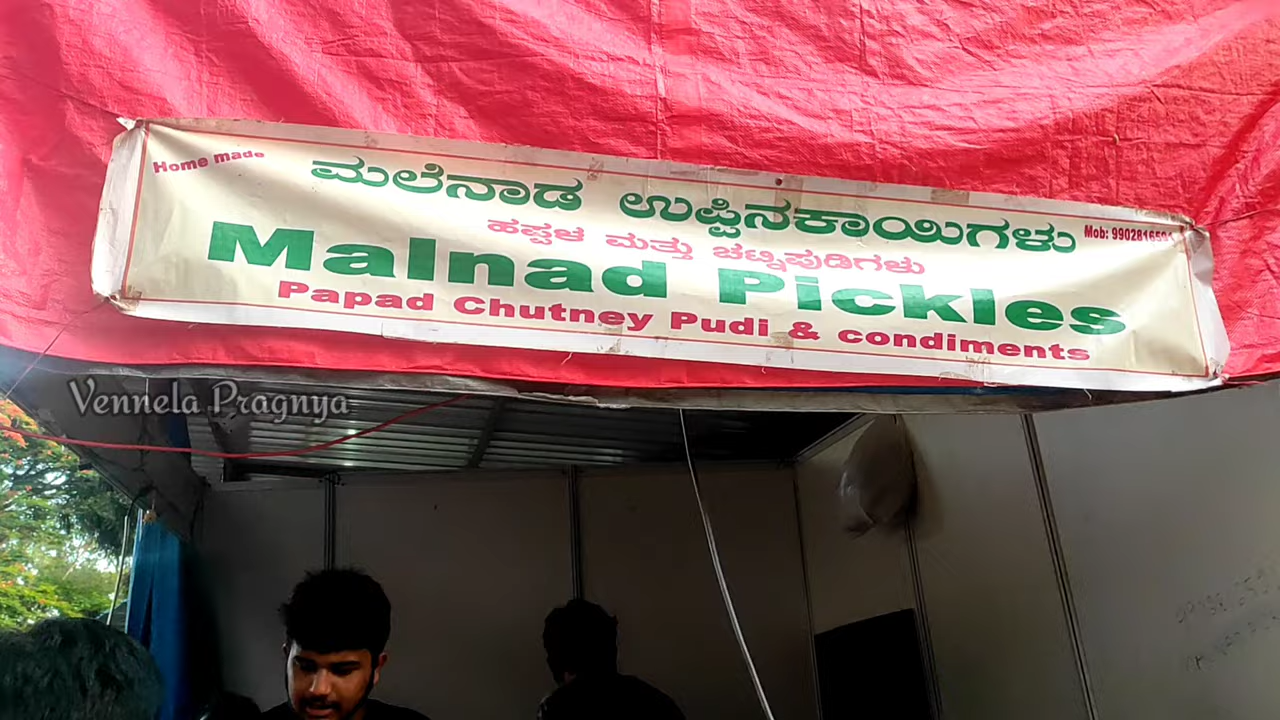 Home made
ಮಲೆನಾಡ ಉಪ್ಪಿನಕಾಯಿಗಳು
Mob:
ಹಪ್ಪಳ ಮತ್ತು ಚಟ್ನಿಪುಡಿಗಳು
Malnad Pickles
Papad Chutney Pudi & condiments
Vennela Pragnya